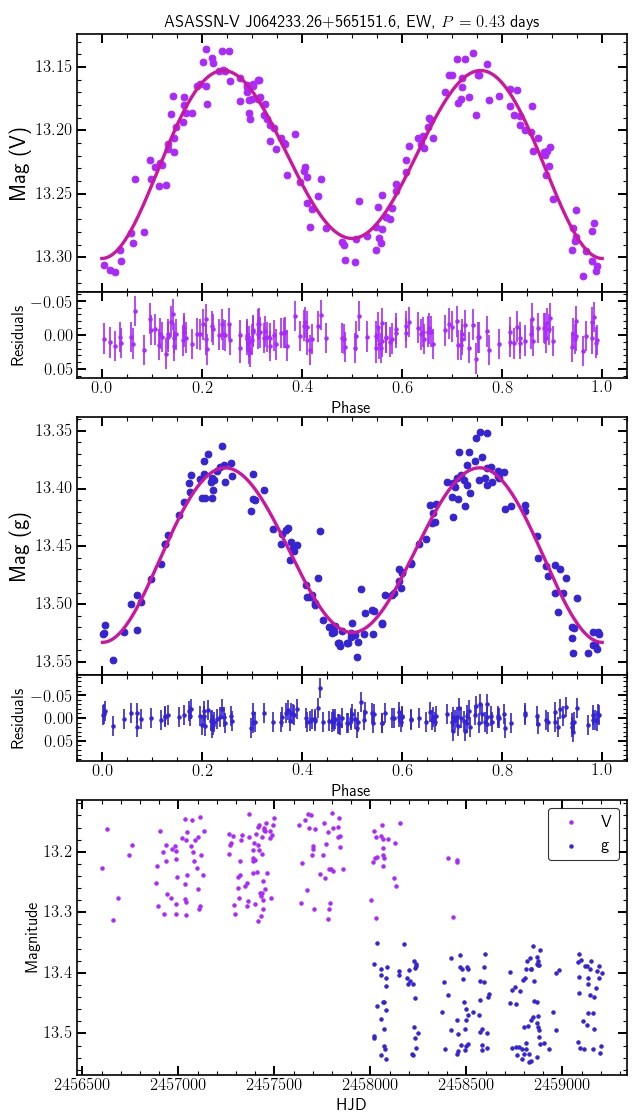 ASASSN-V J064233.26+565151.6, EW, P = 0.43 days
Mag (V)
13.15
13.20
13.25
13.30
Residuals
−0.05
0.00
0.05
0.0 0.2 0.4 0.6 0.8 1.0
Phase
Mag (g)
13.35
13.40
13.45
13.50
13.55
Residuals
−0.05
0.00
0.05
0.0 0.2 0.4 0.6 0.8 1.0
Phase
V
g
Magnitude
13.2
13.3
13.4
13.5
2456500 2457000 2457500 2458000 2458500 2459000
HJD